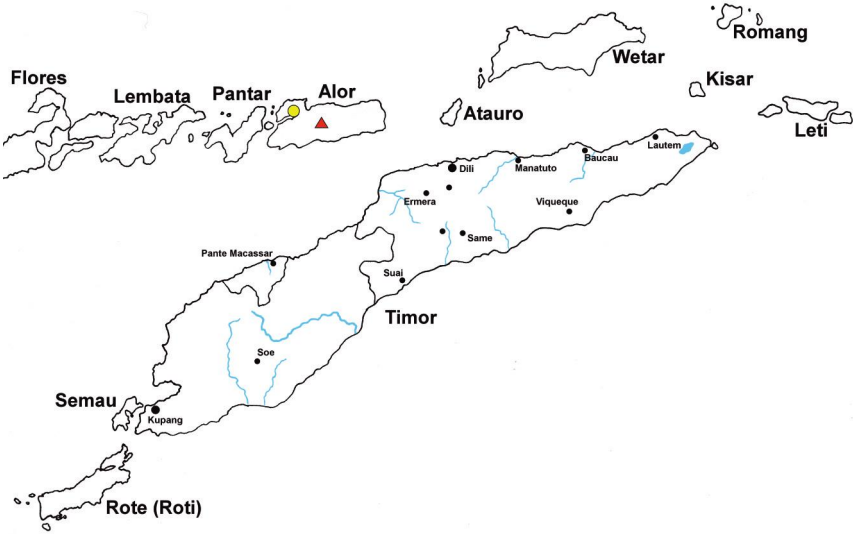 Romang
Wetar
Flores
Kisar
Lembata
Pantar
Alor
Atauro
Leti
Lautem
Baucau
Dili
Manatuto
Ermera
Viqueque
Same
Pante Macassar
Suai
Timor
Soe
Semau
Kupang
Rote (Roti)